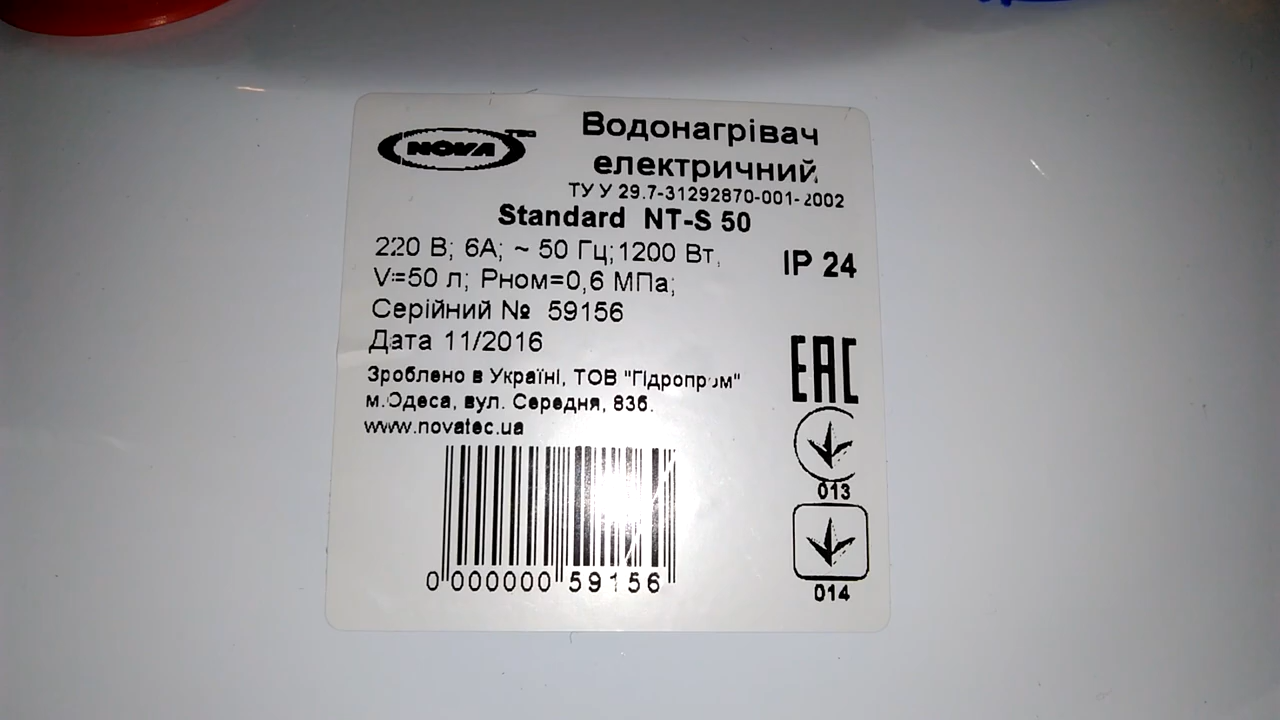 NOVA
Водонагрівач
електричний
ТУ У 29.7-31292870-001-2002
Standard NT-S 50
220 В; 6А; ~ 50 Гц; 1200 Вт,
IP 24
V=50 л; Рном=0,6 МПа;
Серійний № 59156
Дата 11/2016
Зроблено в Україні, ТОВ "Гідропром"
м.Одеса, вул. Середня, 83б.
www.novatec.ua
EAC
013
014
0 000000 59156